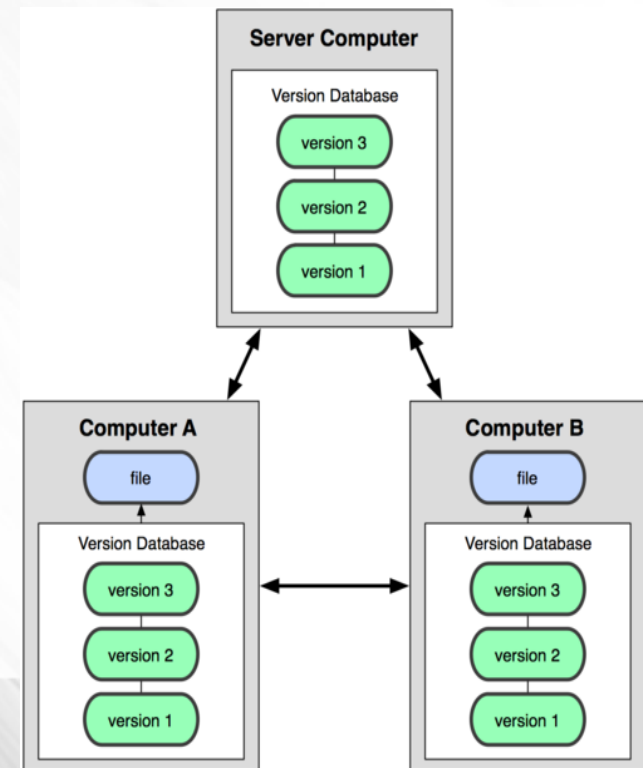 Server Computer
Version Database
version 3
version 2
version 1
Computer A
file
Version Database
version 3
version 2
version 1
Computer B
file
Version Database
version 3
version 2
version 1